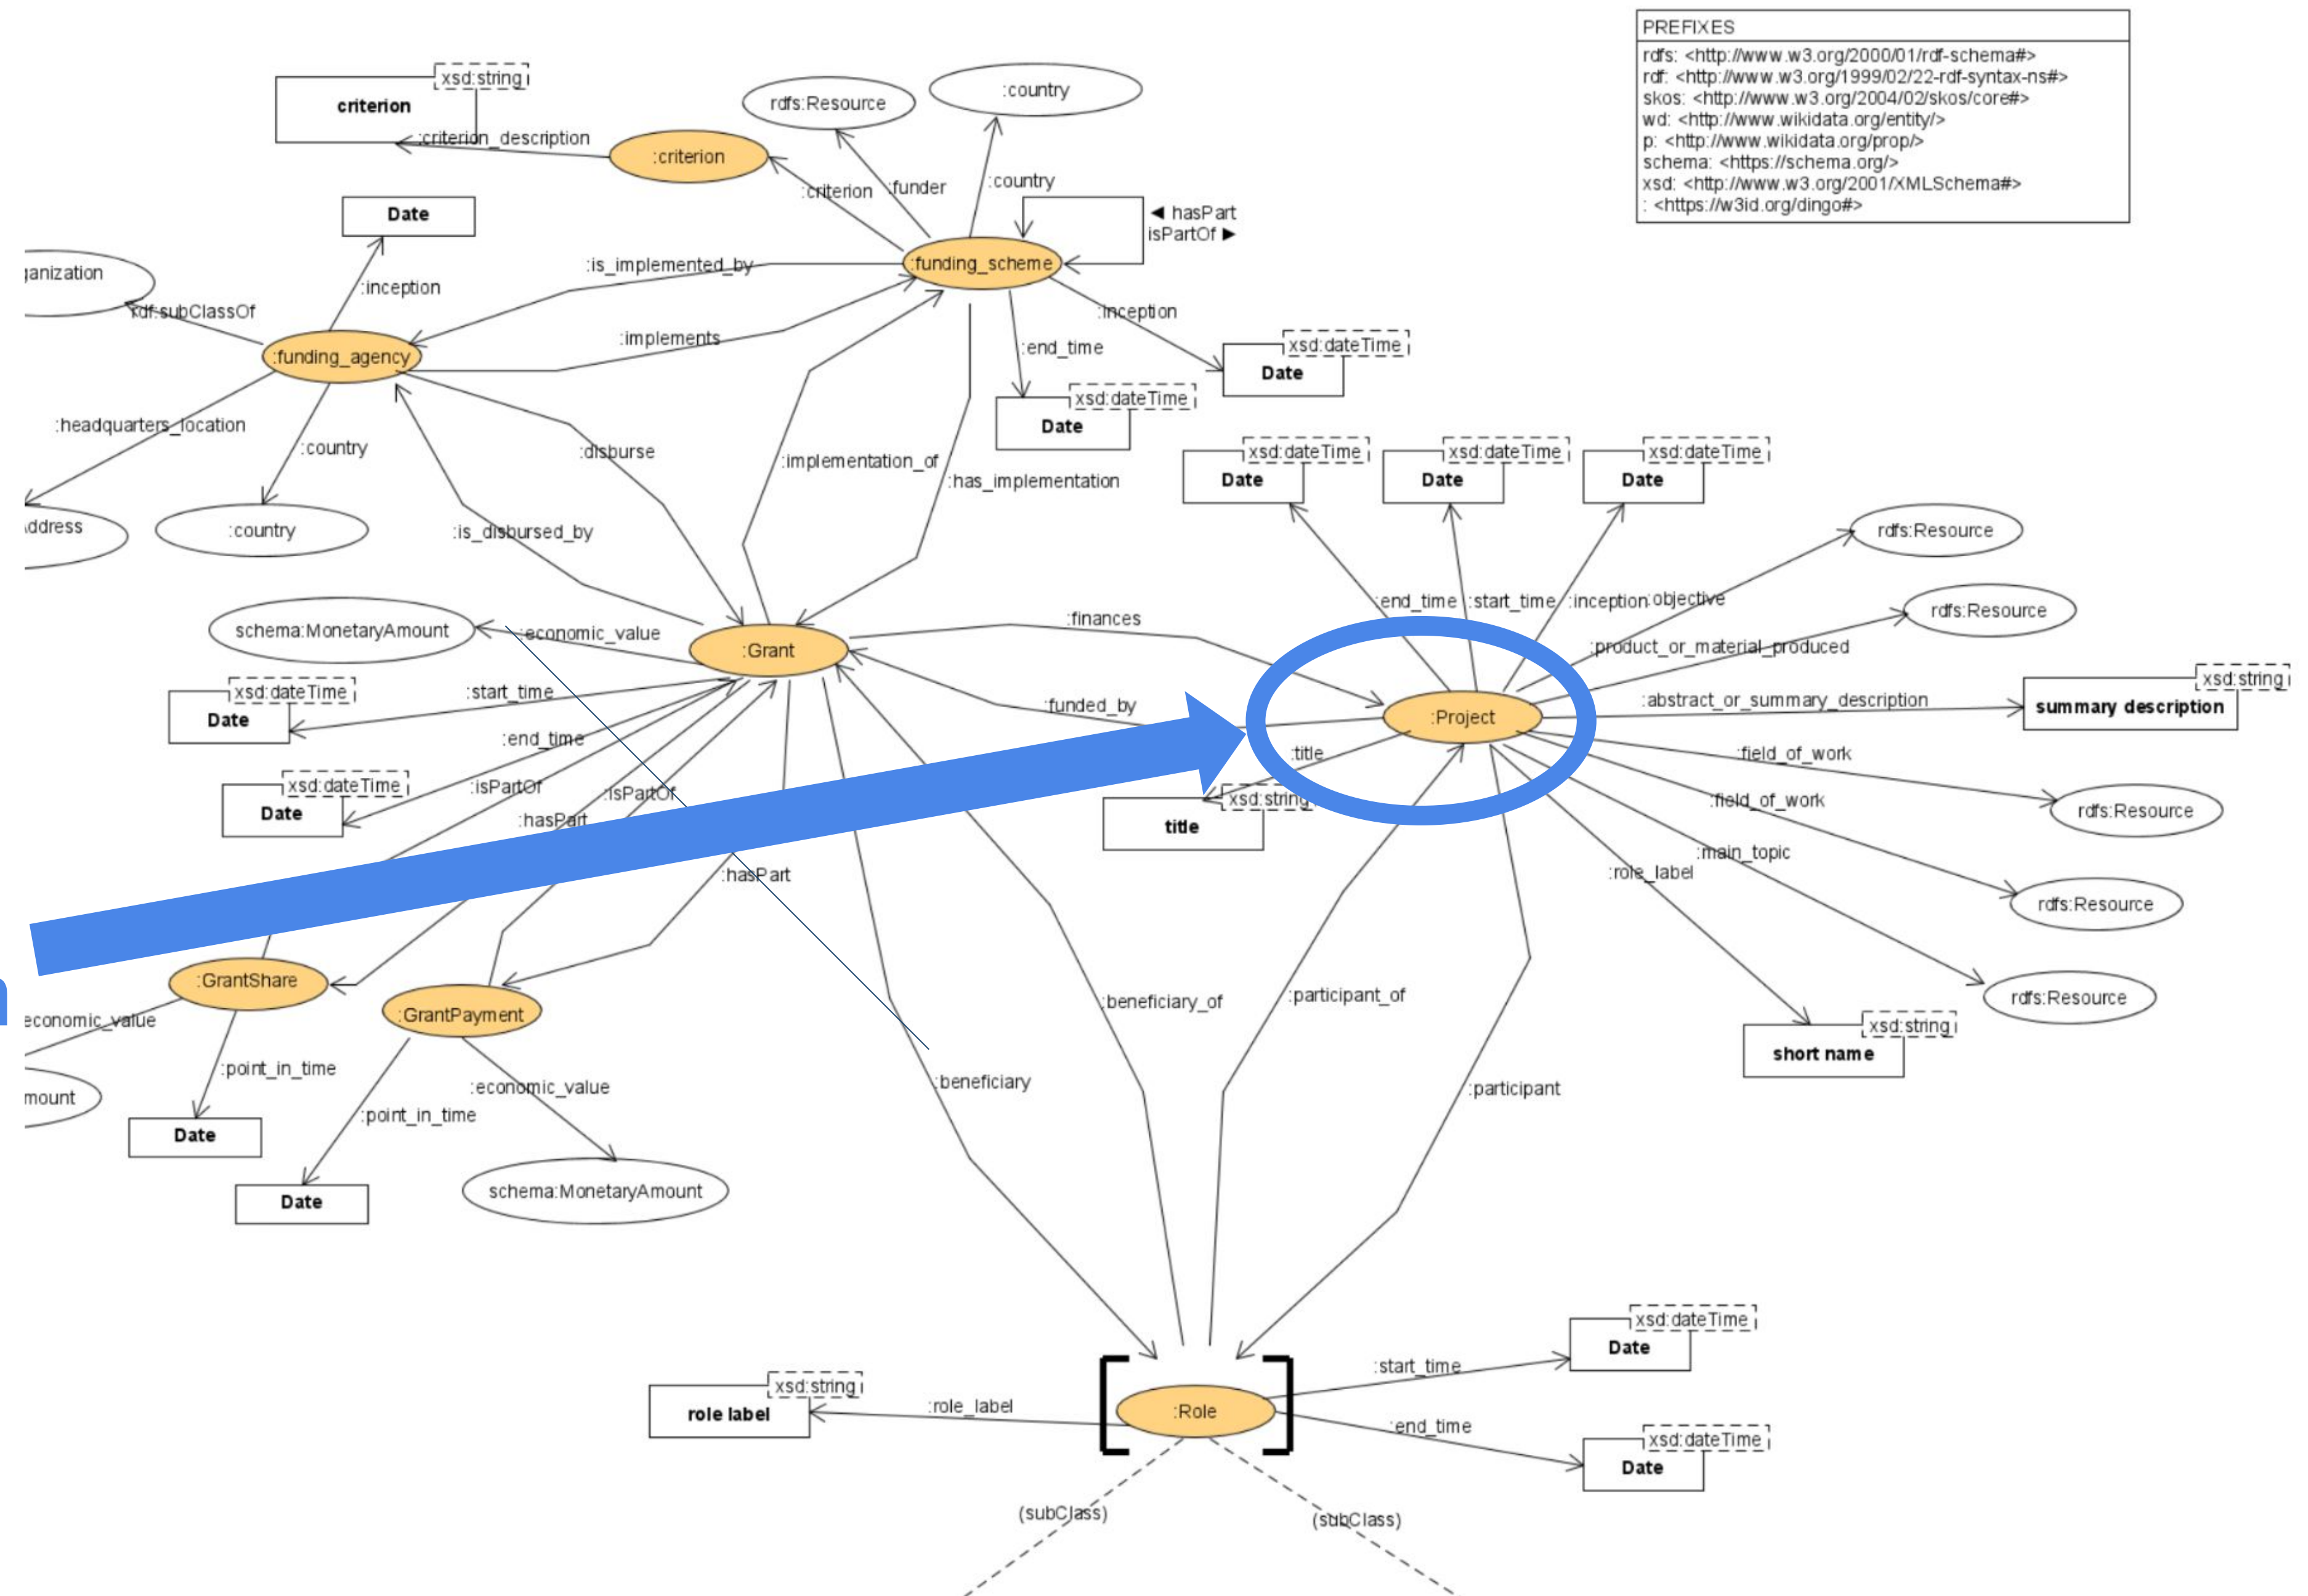 PREFIXES
rdfs: <http://www.w3.org/2000/01/rdf-schema#>
rdf: <http://www.w3.org/1999/02/22-rdf-syntax-ns#>
skos: <http://www.w3.org/2004/02/skos/core#>
wd: <http://www.wikidata.org/entity/>
p: <http://www.wikidata.org/prop/>
schema: <https://schema.org/>
xsd: <http://www.w3.org/2001/XMLSchema#>
: <https://w3id.org/dingo#>
xsd:string
criterion
:criterion_description
:criterion
rdfs:Resource
:country
:criterion
:funder
:country
◄ hasPart
isPartOf ►
Date
:funding_scheme
:is_implemented_by
ganization
:inception
rdf:subClassOf
:implements
:inception
:funding_agency
:end_time
xsd:dateTime
Date
xsd:dateTime
Date
:headquarters_location
:country
:disburse
:implementation_of
:has_implementation
xsd:dateTime
Date
xsd:dateTime
Date
xsd:dateTime
Date
ddress
:country
:is_disbursed_by
rdfs:Resource
:end_time
:start_time
:inception
:objective
rdfs:Resource
schema:MonetaryAmount
:economic_value
:Grant
:finances
:product_or_material_produced
xsd:dateTime
Date
:start_time
:funded_by
:Project
:abstract_or_summary_description
xsd:string
summary description
:end_time
:title
:field_of_work
xsd:dateTime
Date
:isPartOf
:isPartOf
xsd:string
title
:field_of_work
rdfs:Resource
:hasPart
:main_topic
:hasPart
:role_label
rdfs:Resource
:GrantShare
:GrantPayment
:beneficiary_of
:participant_of
rdfs:Resource
economic_value
xsd:string
short name
:point_in_time
:economic_value
:beneficiary
:participant
mount
:point_in_time
Date
Date
schema:MonetaryAmount
xsd:dateTime
Date
:start_time
xsd:string
role label
:role_label
:Role
:end_time
xsd:dateTime
Date
(subClass)
(subClass)